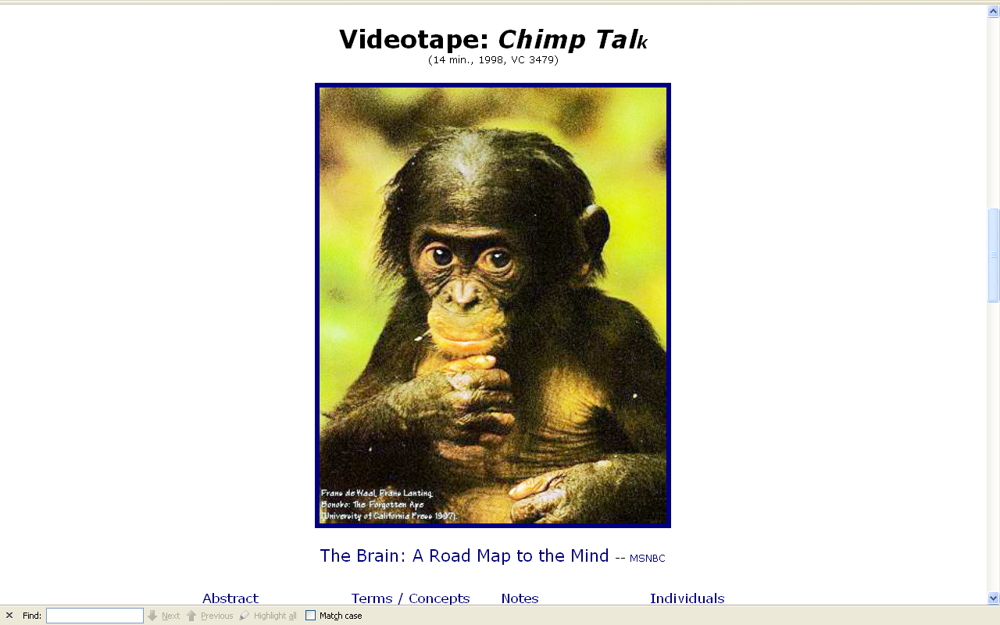 Videotape: Chimp Talk
(14 min., 1998, VC 3479)
Frans de Waal, Frans Lanting,
Bonobo: The Forgotten Ape
(University of California Press 1997).
The Brain: A Road Map to the Mind -- MSNBC
Abstract Terms / Concepts Notes Individuals
Find: Next Previous Highlight all Match case